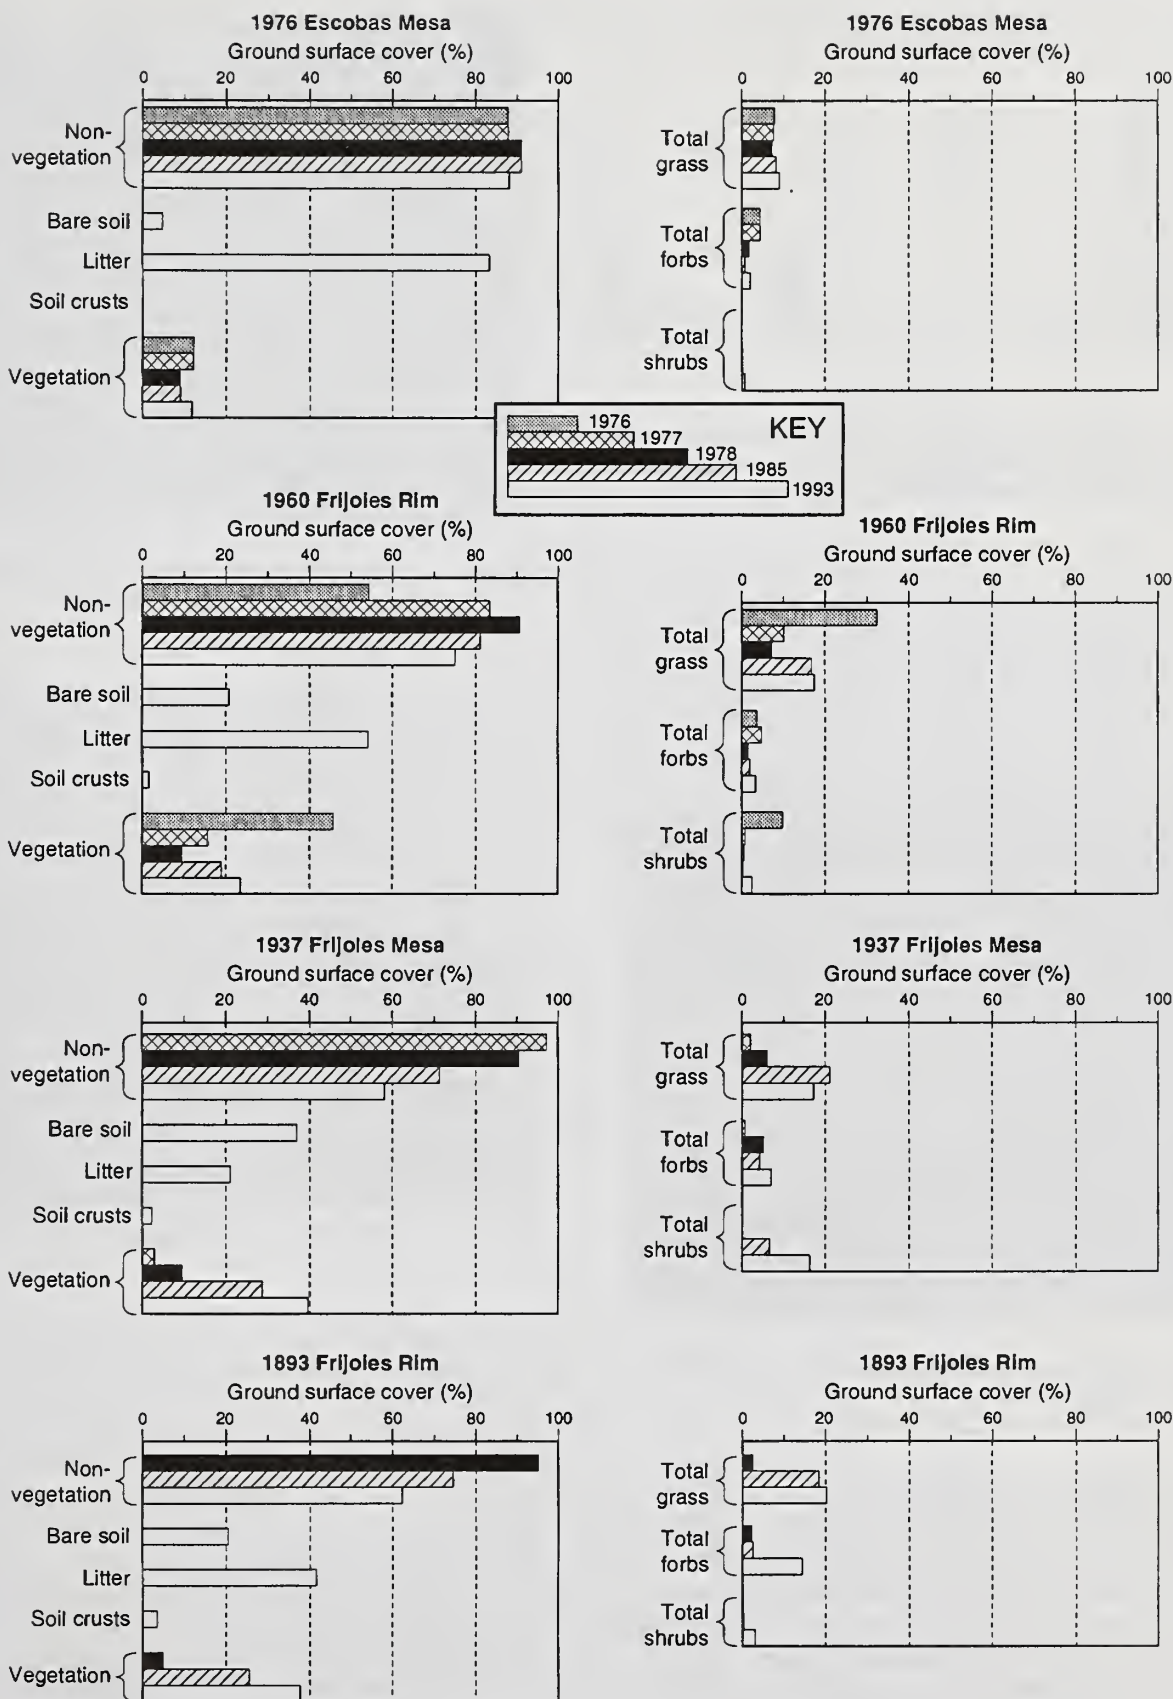 1976 Escobas Mesa
Ground surface cover (%)
0 20 40 60 80 100
Non-
vegetation
Bare soil
Litter
Soil crusts
Vegetation
1976 Escobas Mesa
Ground surface cover (%)
0 20 40 60 80 100
Total
grass
Total
forbs
Total
shrubs
KEY
1976
1977
1978
1985
1993
1960 Frijoles Rim
Ground surface cover (%)
0 20 40 60 80 100
Non-
vegetation
Bare soil
Litter
Soil crusts
Vegetation
1960 Frijoles Rim
Ground surface cover (%)
0 20 40 60 80 100
Total
grass
Total
forbs
Total
shrubs
1937 Frijoles Mesa
Ground surface cover (%)
0 20 40 60 80 100
Non-
vegetation
Bare soil
Litter
Soil crusts
Vegetation
1937 Frijoles Mesa
Ground surface cover (%)
0 20 40 60 80 100
Total
grass
Total
forbs
Total
shrubs
1893 Frijoles Rim
Ground surface cover (%)
0 20 40 60 80 100
Non-
vegetation
Bare soil
Litter
Soil crusts
Vegetation
1893 Frijoles Rim
Ground surface cover (%)
0 20 40 60 80 100
Total
grass
Total
forbs
Total
shrubs